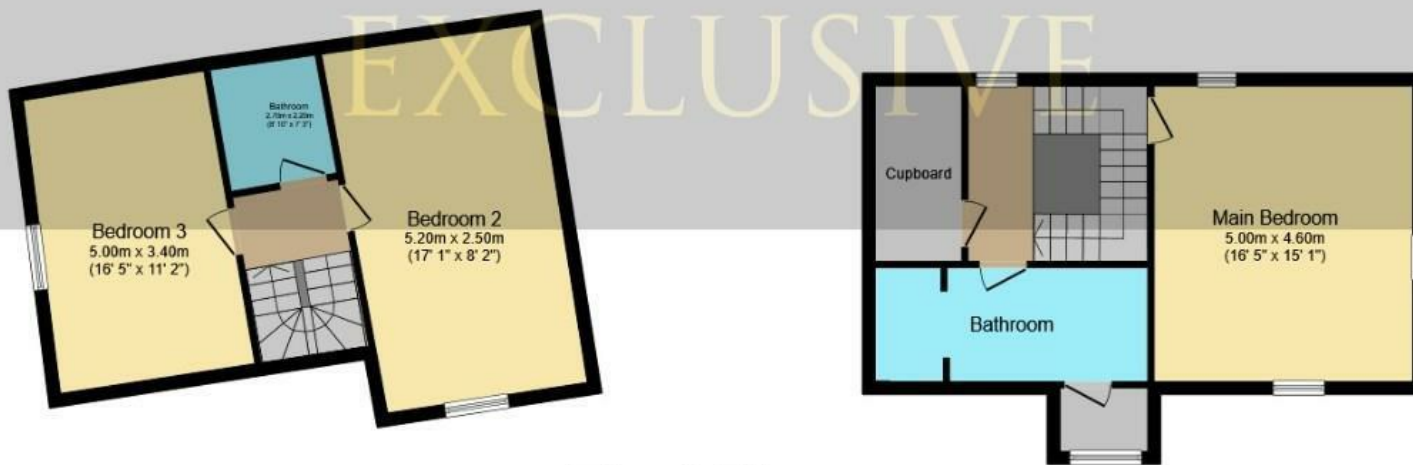 EXCLUSIVE
Bathroom
2.70m x 2.20m
(8' 10" x 7' 3")
Bedroom 3
5.00m x 3.40m
(16' 5" x 11' 2")
Bedroom 2
5.20m x 2.50m
(17' 1" x 8' 2")
Cupboard
Main Bedroom
5.00m x 4.60m
(16' 5" x 15' 1")
Bathroom